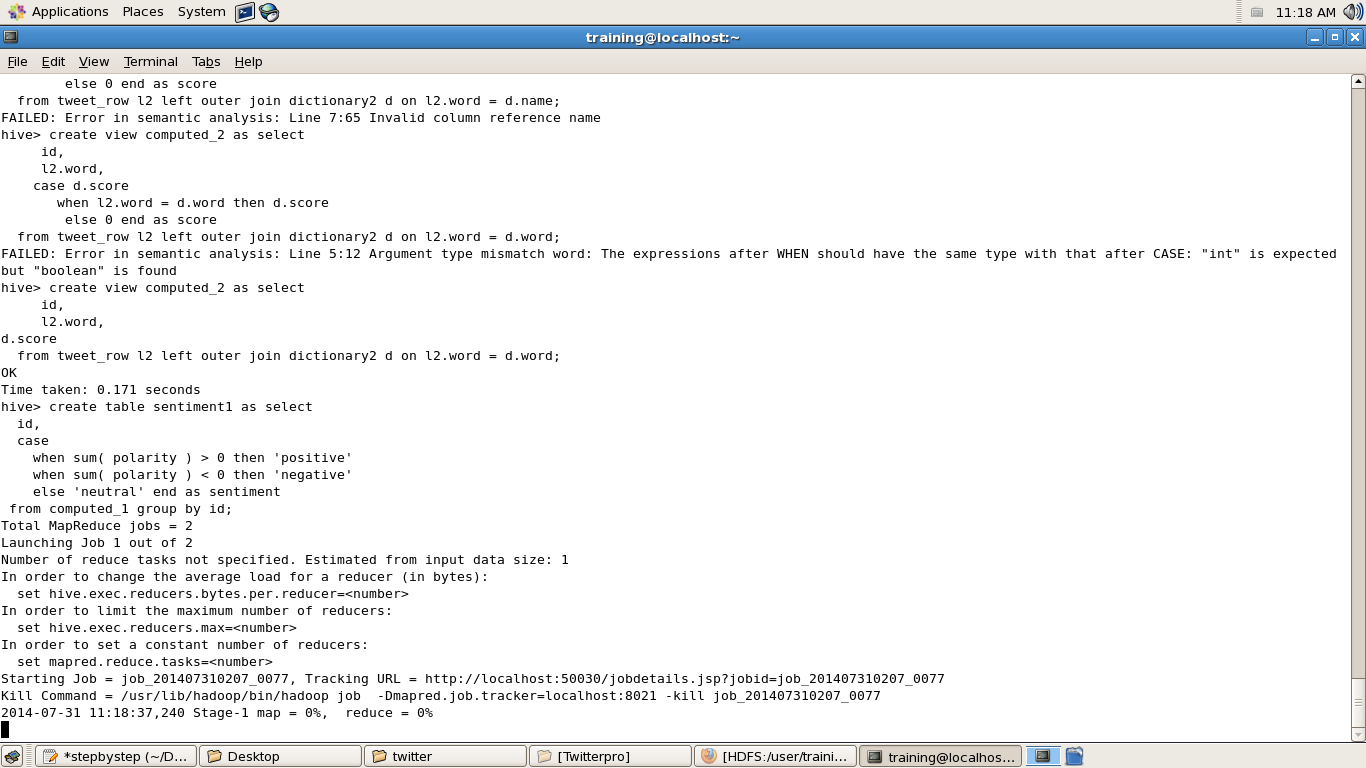 Applications Places System 11:18 AM
training@localhost:~
File Edit View Terminal Tabs Help
        else 0 end as score
  from tweet_row l2 left outer join dictionary2 d on l2.word = d.name;
FAILED: Error in semantic analysis: Line 7:65 Invalid column reference name
hive> create view computed_2 as select
     id,
     l2.word,
    case d.score
       when l2.word = d.word then d.score
        else 0 end as score
  from tweet_row l2 left outer join dictionary2 d on l2.word = d.word;
FAILED: Error in semantic analysis: Line 5:12 Argument type mismatch word: The expressions after WHEN should have the same type with that after CASE: "int" is expected
but "boolean" is found
hive> create view computed_2 as select
     id,
     l2.word,
d.score
  from tweet_row l2 left outer join dictionary2 d on l2.word = d.word;
OK
Time taken: 0.171 seconds
hive> create table sentiment1 as select
  id,
  case
    when sum( polarity ) > 0 then 'positive'
    when sum( polarity ) < 0 then 'negative'
    else 'neutral' end as sentiment
 from computed_1 group by id;
Total MapReduce jobs = 2
Launching Job 1 out of 2
Number of reduce tasks not specified. Estimated from input data size: 1
In order to change the average load for a reducer (in bytes):
  set hive.exec.reducers.bytes.per.reducer=<number>
In order to limit the maximum number of reducers:
  set hive.exec.reducers.max=<number>
In order to set a constant number of reducers:
  set mapred.reduce.tasks=<number>
Starting Job = job_201407310207_0077, Tracking URL = http://localhost:50030/jobdetails.jsp?jobid=job_201407310207_0077
Kill Command = /usr/lib/hadoop/bin/hadoop job  -Dmapred.job.tracker=localhost:8021 -kill job_201407310207_0077
2014-07-31 11:18:37,240 Stage-1 map = 0%,  reduce = 0%
*stepbystep (~/D... Desktop twitter [Twitterpro] [HDFS:/user/traini... training@localhos...